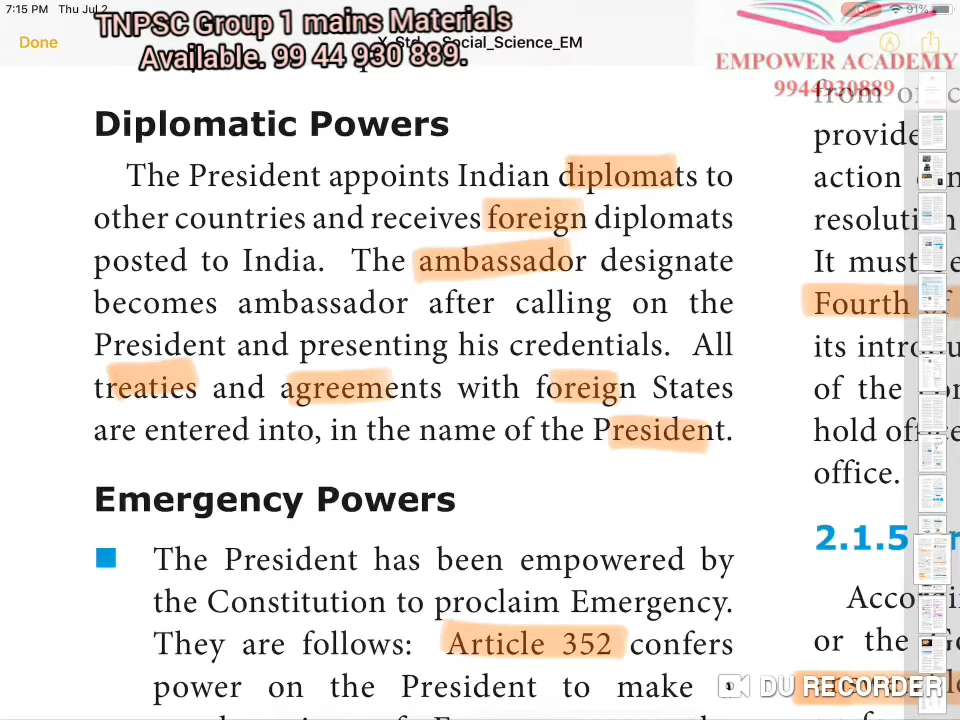 7:15 PM Thu Jul 2
91%
TNPSC Group 1 mains Materials
Available. 99 44 930 889.
Done
Social_Science_EM
EMPOWER ACADEMY
9944930889
Diplomatic Powers
The President appoints Indian diplomats to
other countries and receives foreign diplomats
posted to India. The ambassador designate
becomes ambassador after calling on the
President and presenting his credentials. All
treaties and agreements with foreign States
are entered into, in the name of the President.
Emergency Powers
The President has been empowered by
the Constitution to proclaim Emergency.
They are follows: Article 352 confers
power on the President to make
from of
provide
action
resoluti
It must
Fourth of
its introdu
of the
hold off
office.
2.1.5
Acco
or the
DU RECORDER